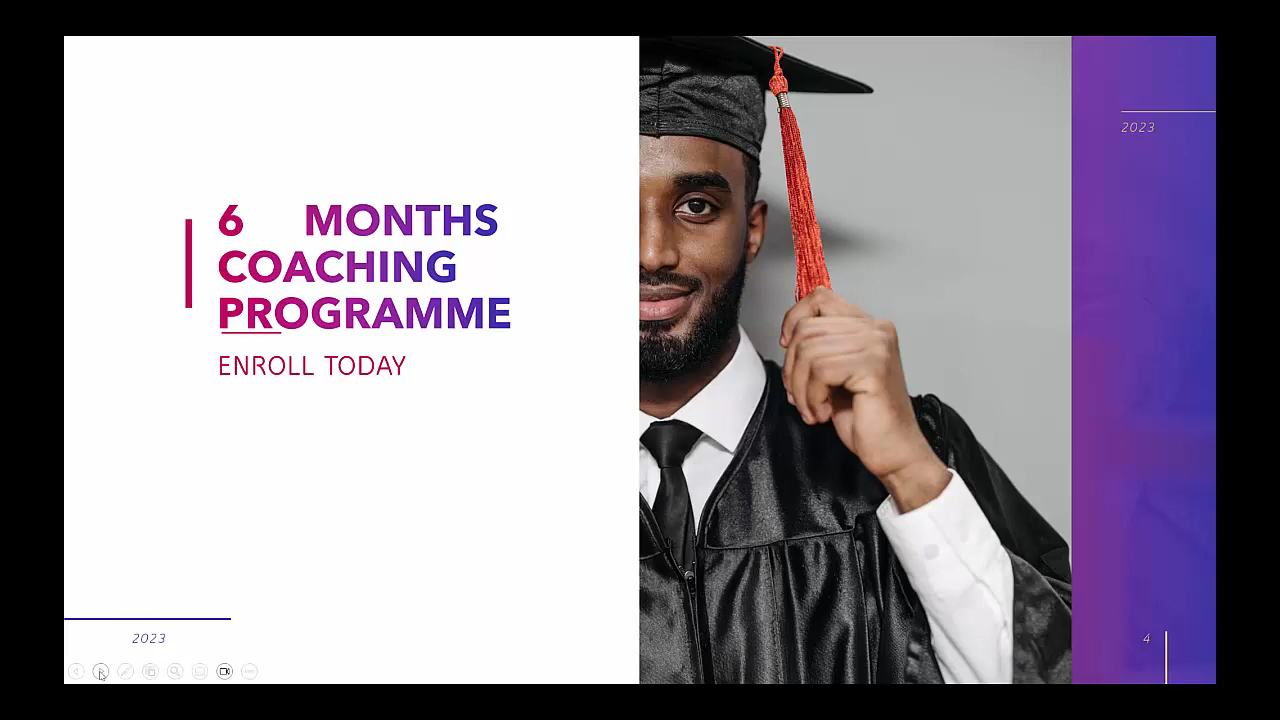 6 MONTHS
COACHING
PROGRAMME
ENROLL TODAY
2023
2023
4